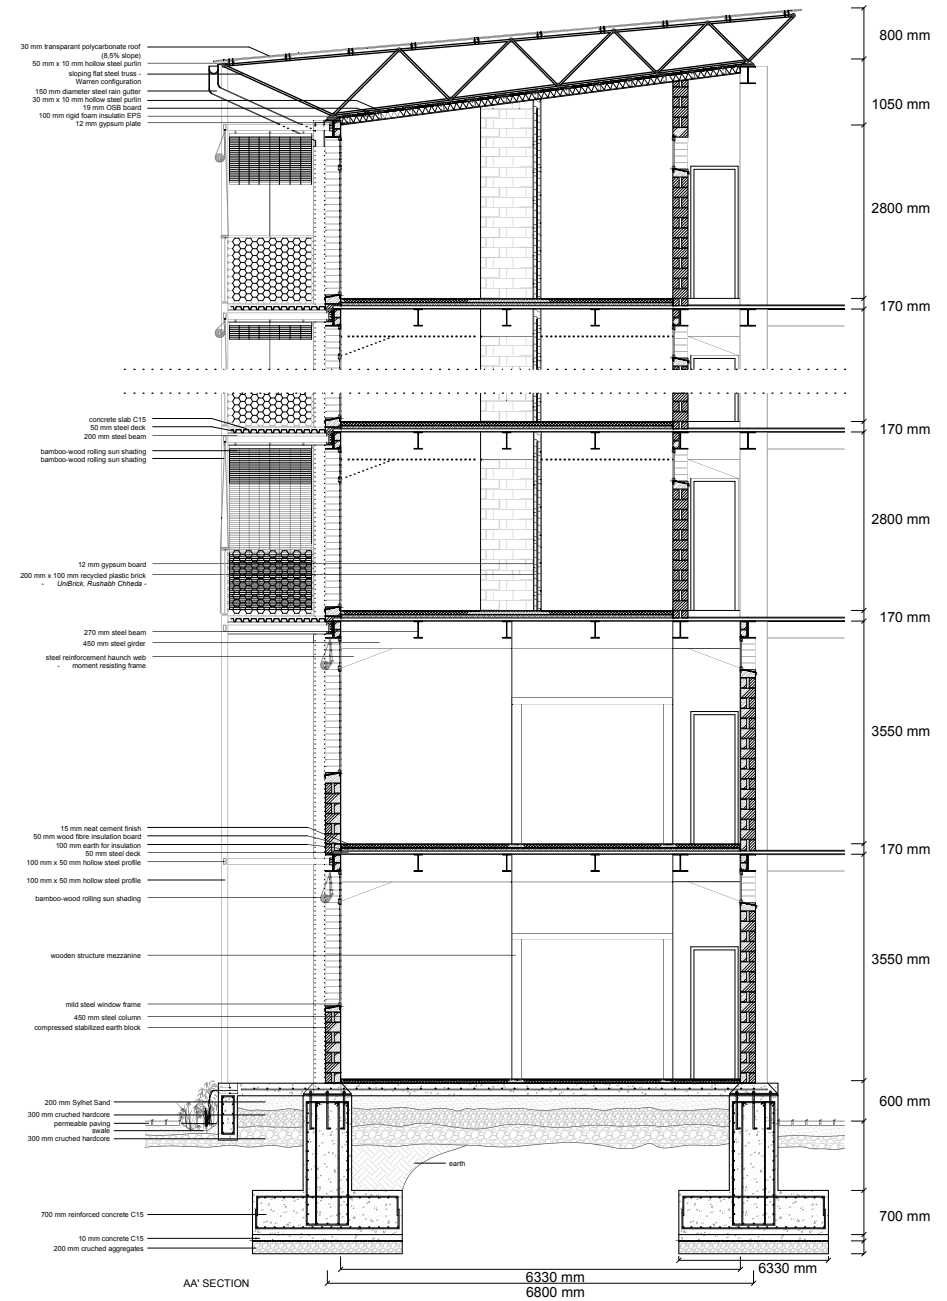 30 mm transparant polycarbonate roof
(8,5% slope)
50 mm x 10 mm hollow steel purlin
sloping flat steel truss -
Warren configuration
150 mm diameter steel rain gutter
30 mm x 10 mm hollow steel purlin
19 mm OSB board
100 mm rigid foam insulatin EPS
12 mm gypsum plate
800 mm
1050 mm
2800 mm
170 mm
concrete slab C15
50 mm steel deck
200 mm steel beam
bamboo-wood rolling sun shading
bamboo-wood rolling sun shading
170 mm
2800 mm
12 mm gypsum board
200 mm x 100 mm recycled plastic brick
- UniBrick, Rushabh Chheda -
170 mm
270 mm steel beam
450 mm steel girder
steel reinforcement haunch web
- moment resisting frame
3550 mm
15 mm neat cement finish
50 mm wood fibre insulation board
100 mm earth for insulation
50 mm steel deck
100 mm x 50 mm hollow steel profile
100 mm x 50 mm hollow steel profile
bamboo-wood rolling sun shading
170 mm
wooden structure mezzanine
3550 mm
mild steel window frame
450 mm steel column
compressed stabilized earth block
200 mm Sylhet Sand
300 mm cruched hardcore
permeable paving
swale
300 mm cruched hardcore
600 mm
earth
700 mm reinforced concrete C15
10 mm concrete C15
200 mm cruched aggregates
700 mm
6330 mm
6330 mm
6800 mm
AA' SECTION